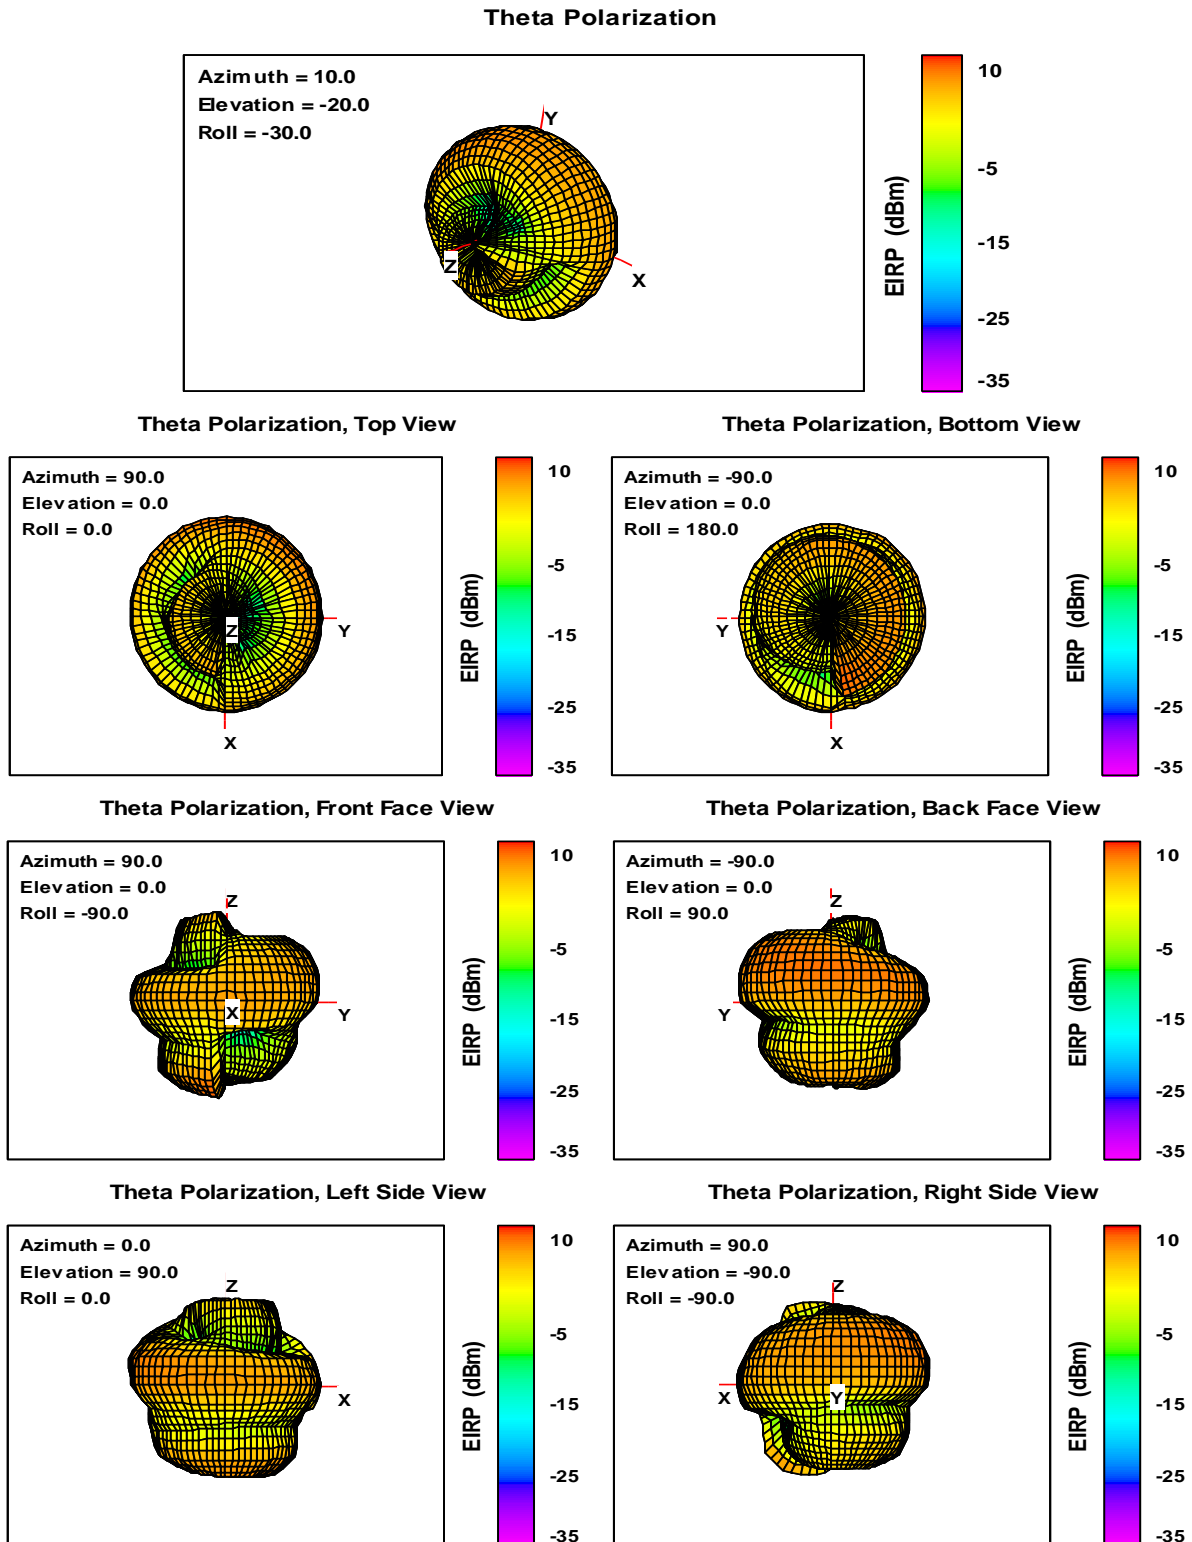 Theta Polarization
Azimuth = 10.0
Elevation = -20.0
Roll = -30.0
Y
Z
X
EIRP (dBm)
10
-5
-15
-25
-35
Theta Polarization, Top View
Azimuth = 90.0
Elevation = 0.0
Roll = 0.0
Z
Y
X
EIRP (dBm)
10
-5
-15
-25
-35
Theta Polarization, Bottom View
Azimuth = -90.0
Elevation = 0.0
Roll = 180.0
Y
X
EIRP (dBm)
10
-5
-15
-25
-35
Theta Polarization, Front Face View
Azimuth = 90.0
Elevation = 0.0
Roll = -90.0
Z
X
Y
EIRP (dBm)
10
-5
-15
-25
-35
Theta Polarization, Back Face View
Azimuth = -90.0
Elevation = 0.0
Roll = 90.0
Z
Y
EIRP (dBm)
10
-5
-15
-25
-35
Theta Polarization, Left Side View
Azimuth = 0.0
Elevation = 90.0
Roll = 0.0
Z
X
EIRP (dBm)
10
-5
-15
-25
-35
Theta Polarization, Right Side View
Azimuth = 90.0
Elevation = -90.0
Roll = -90.0
Z
X
Y
EIRP (dBm)
10
-5
-15
-25
-35